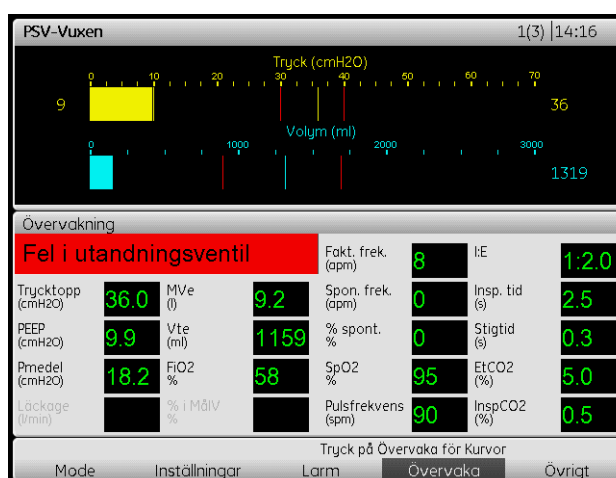 PSV-Vuxen 1(3) 14:16
Tryck (cmH2O)
0 10 20 30 40 50 60 70
9 36
Volym (ml)
0 1000 2000 3000
1319
Övervakning
Fel i utandningsventil
Fakt. frek. (apm) 8 I:E 1:2.0
Trycktopp (cmH2O) 36.0 MVe (l) 9.2 Spon. frek. (apm) 0 Insp. tid (s) 2.5
PEEP (cmH2O) 9.9 Vte (ml) 1159 % spont. % 0 Stigtid (s) 0.3
Pmedel (cmH2O) 18.2 FiO2 % 58 SpO2 % 95 EtCO2 (%) 5.0
Läckage (l/min) % i MålV % Pulsfrekvens (spm) 90 InspCO2 (%) 0.5
Tryck på Övervaka för Kurvor
Mode Inställningar Larm Övervaka Övrigt